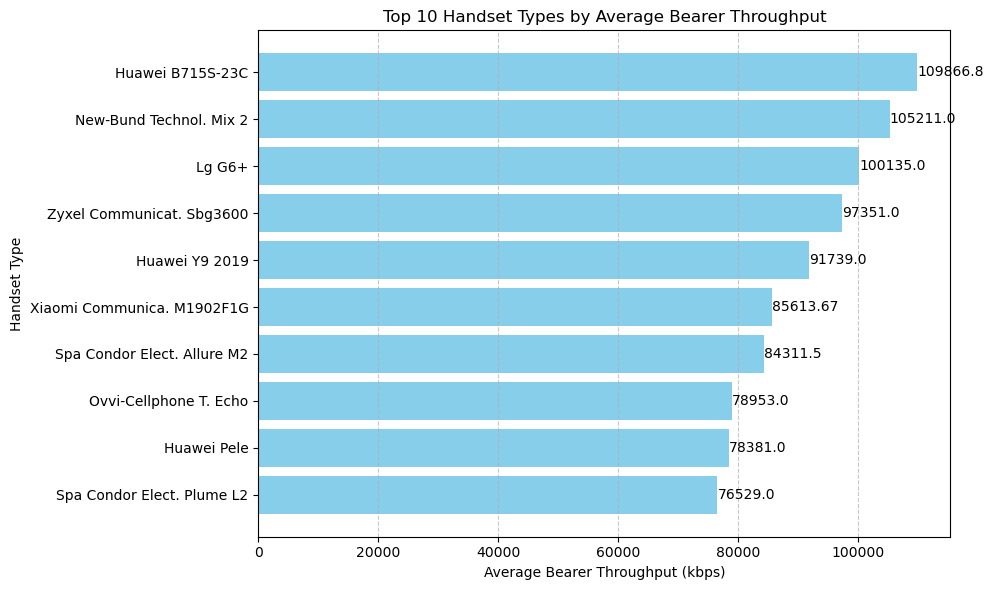 Top 10 Handset Types by Average Bearer Throughput
Handset Type
Huawei B715S-23C 109866.8
New-Bund Technol. Mix 2 105211.0
Lg G6+ 100135.0
Zyxel Communicat. Sbg3600 97351.0
Huawei Y9 2019 91739.0
Xiaomi Communica. M1902F1G 85613.67
Spa Condor Elect. Allure M2 84311.5
Ovvi-Cellphone T. Echo 78953.0
Huawei Pele 78381.0
Spa Condor Elect. Plume L2 76529.0
0 20000 40000 60000 80000 100000
Average Bearer Throughput (kbps)